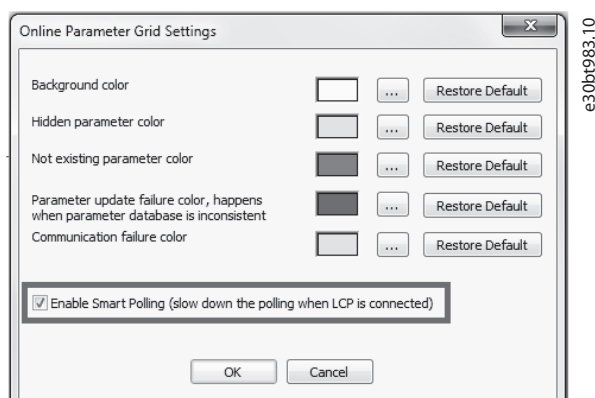 Online Parameter Grid Settings
x
Background color ... Restore Default
Hidden parameter color ... Restore Default
Not existing parameter color ... Restore Default
Parameter update failure color, happens
when parameter database is inconsistent ... Restore Default
Communication failure color ... Restore Default
Enable Smart Polling (slow down the polling when LCP is connected)
OK Cancel
e30bt983.10